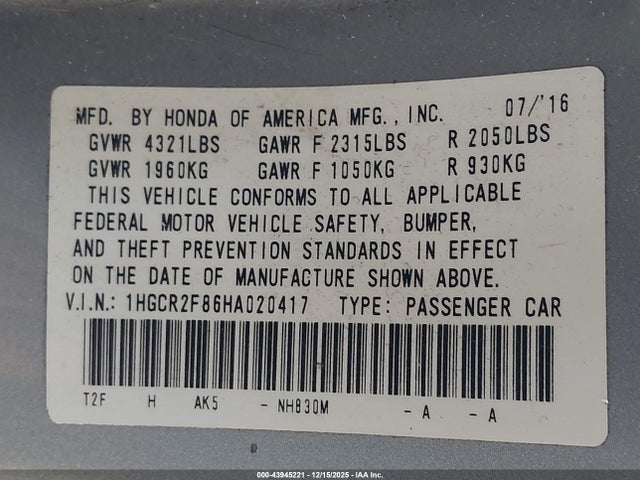 MFD. BY HONDA OF AMERICA MFG., INC. 07/'16
GVWR 4321LBS GAWR F 2315LBS R 2050LBS
GVWR 1960KG GAWR F 1050KG R 930KG
THIS VEHICLE CONFORMS TO ALL APPLICABLE
FEDERAL MOTOR VEHICLE SAFETY, BUMPER,
AND THEFT PREVENTION STANDARDS IN EFFECT
ON THE DATE OF MANUFACTURE SHOWN ABOVE.
V.I.N.: 1HGCR2F86HA020417 TYPE: PASSENGER CAR
T2F H AK5 - NH830M - A - A
000-43945221 - 12/15/2025 - IAA Inc.